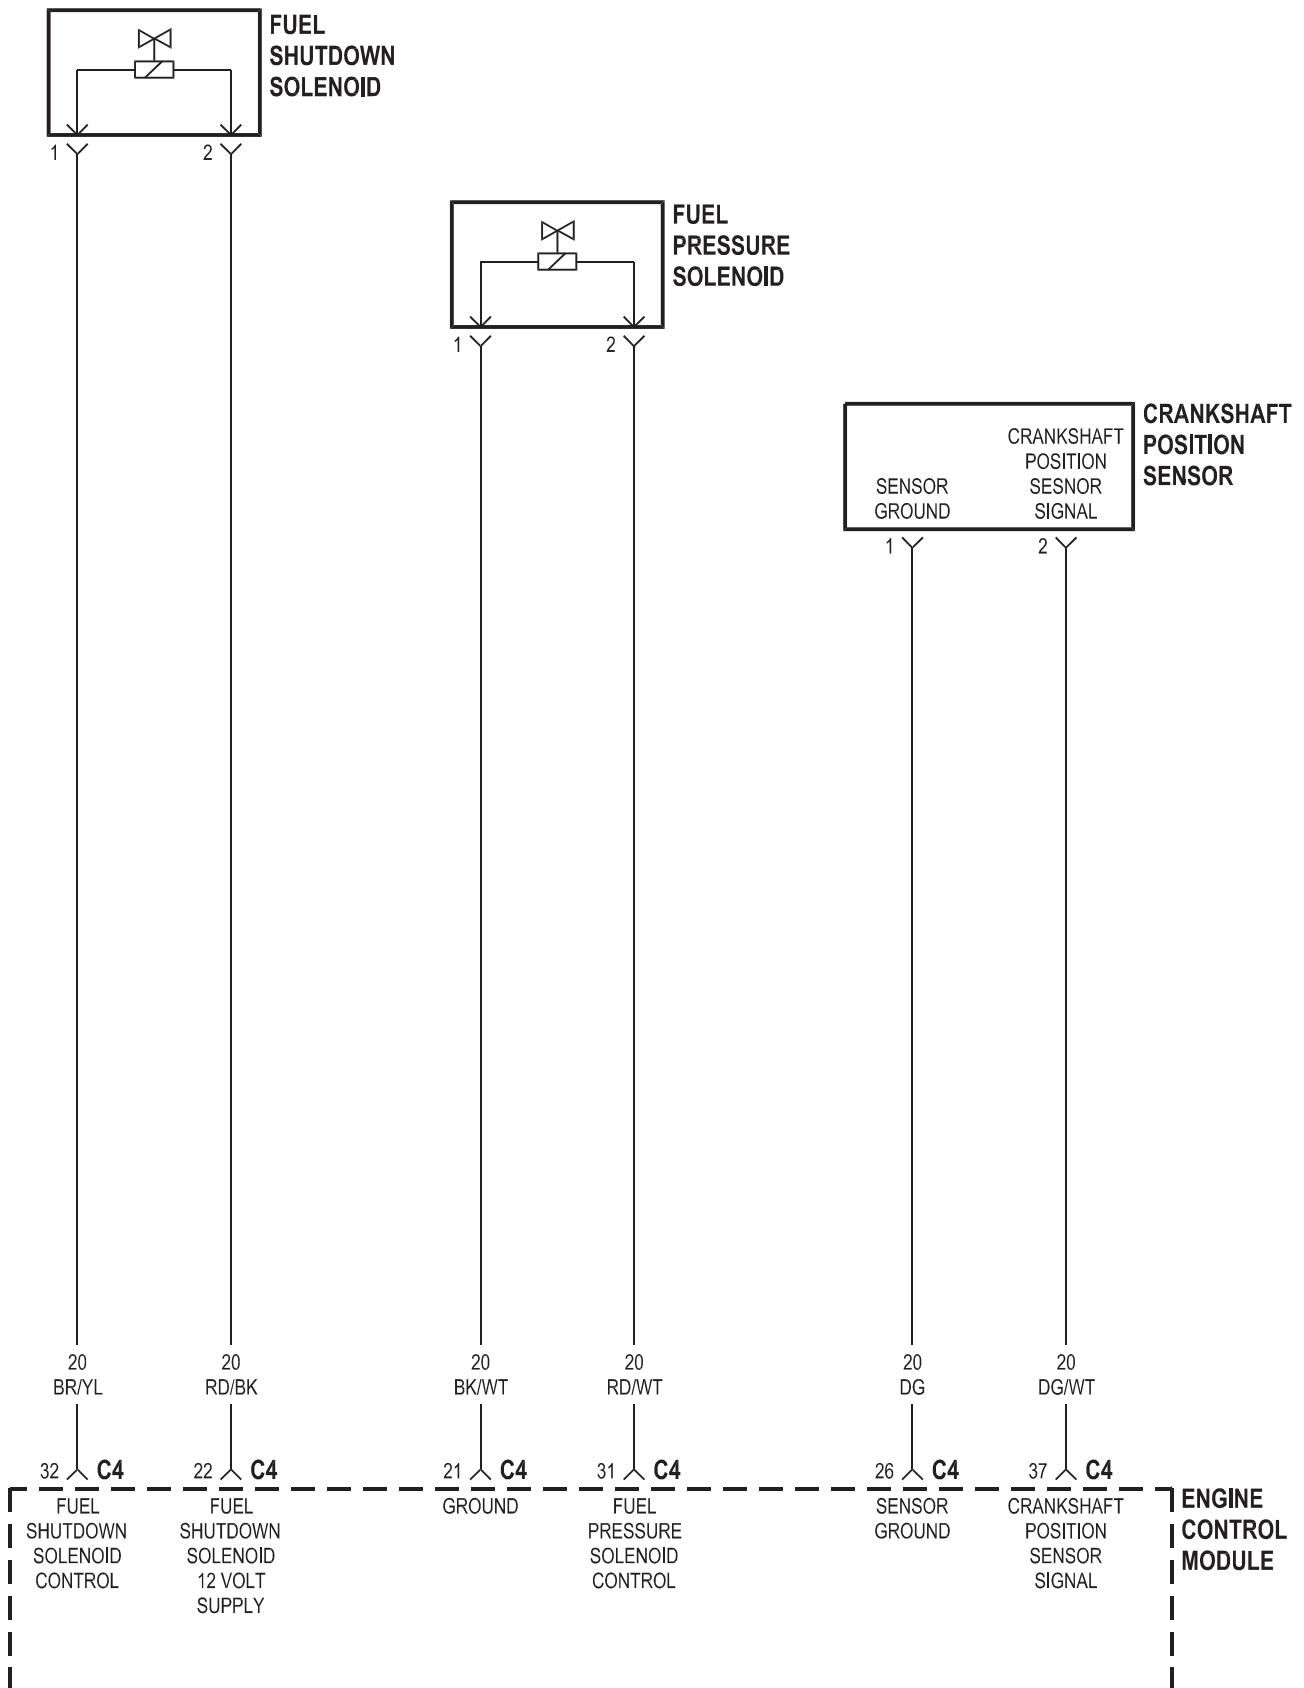 FUEL
SHUTDOWN
SOLENOID
1
2
FUEL
PRESSURE
SOLENOID
1
2
CRANKSHAFT
POSITION
SENSOR
SENSOR
GROUND
CRANKSHAFT
POSITION
SESNOR
SIGNAL
1
2
20
BR/YL
20
RD/BK
20
BK/WT
20
RD/WT
20
DG
20
DG/WT
32 C4
22 C4
21 C4
31 C4
26 C4
37 C4
FUEL
SHUTDOWN
SOLENOID
CONTROL
FUEL
SHUTDOWN
SOLENOID
12 VOLT
SUPPLY
GROUND
FUEL
PRESSURE
SOLENOID
CONTROL
SENSOR
GROUND
CRANKSHAFT
POSITION
SENSOR
SIGNAL
ENGINE
CONTROL
MODULE